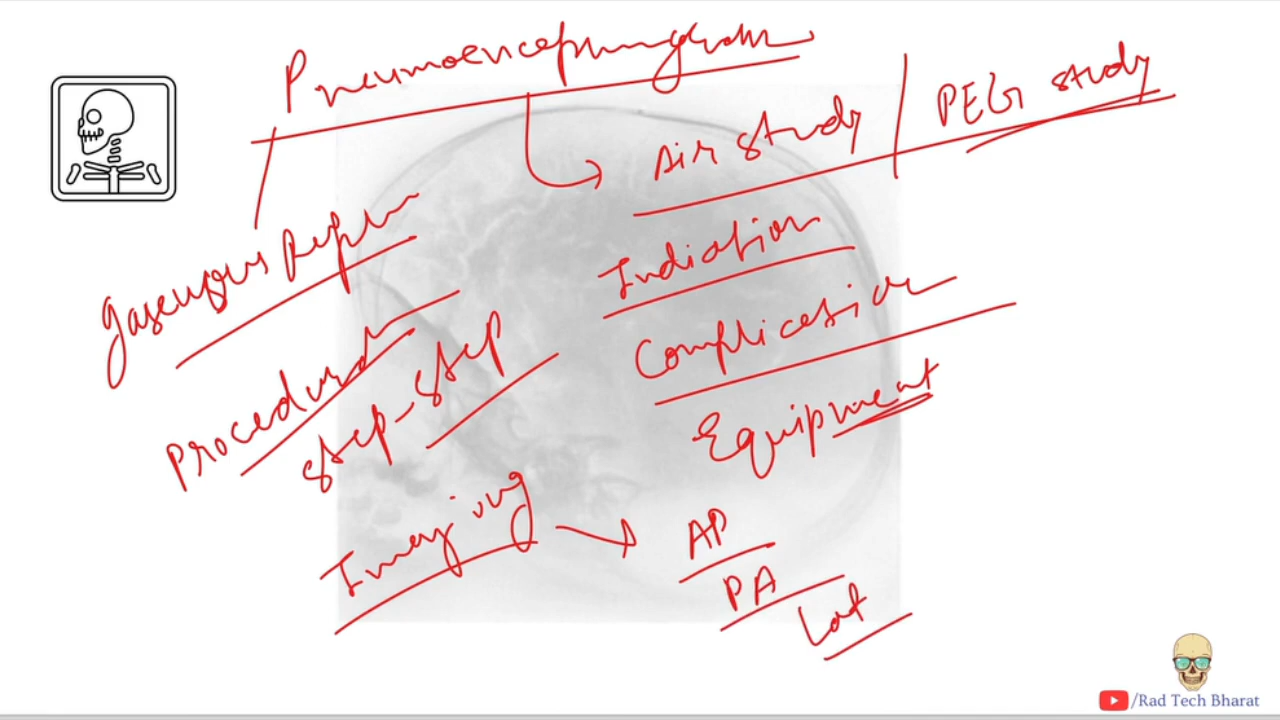 Pneumoencephalogram
Air study / PEG study
gaseous
Indication
Complication
Procedure
step-step
Equipment
Imaging → AP
PA
Lat
/Rad Tech Bharat